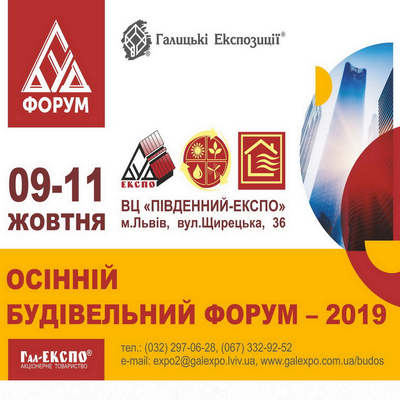 БУД
ФОРУМ
Галицькі Експозиції®
09-11
ЖОВТНЯ
ЕКСПО
ВЦ «ПІВДЕННИЙ-ЕКСПО»
м.Львів, вул.Щирецька, 36
ОСІННІЙ
БУДІВЕЛЬНИЙ ФОРУМ – 2019
Гал-ЕКСПО®
АКЦІОНЕРНЕ ТОВАРИСТВО
тел.: (032) 297-06-28, (067) 332-92-52
e-mail: expo2@galexpo.lviv.ua, www.galexpo.com.ua/budos